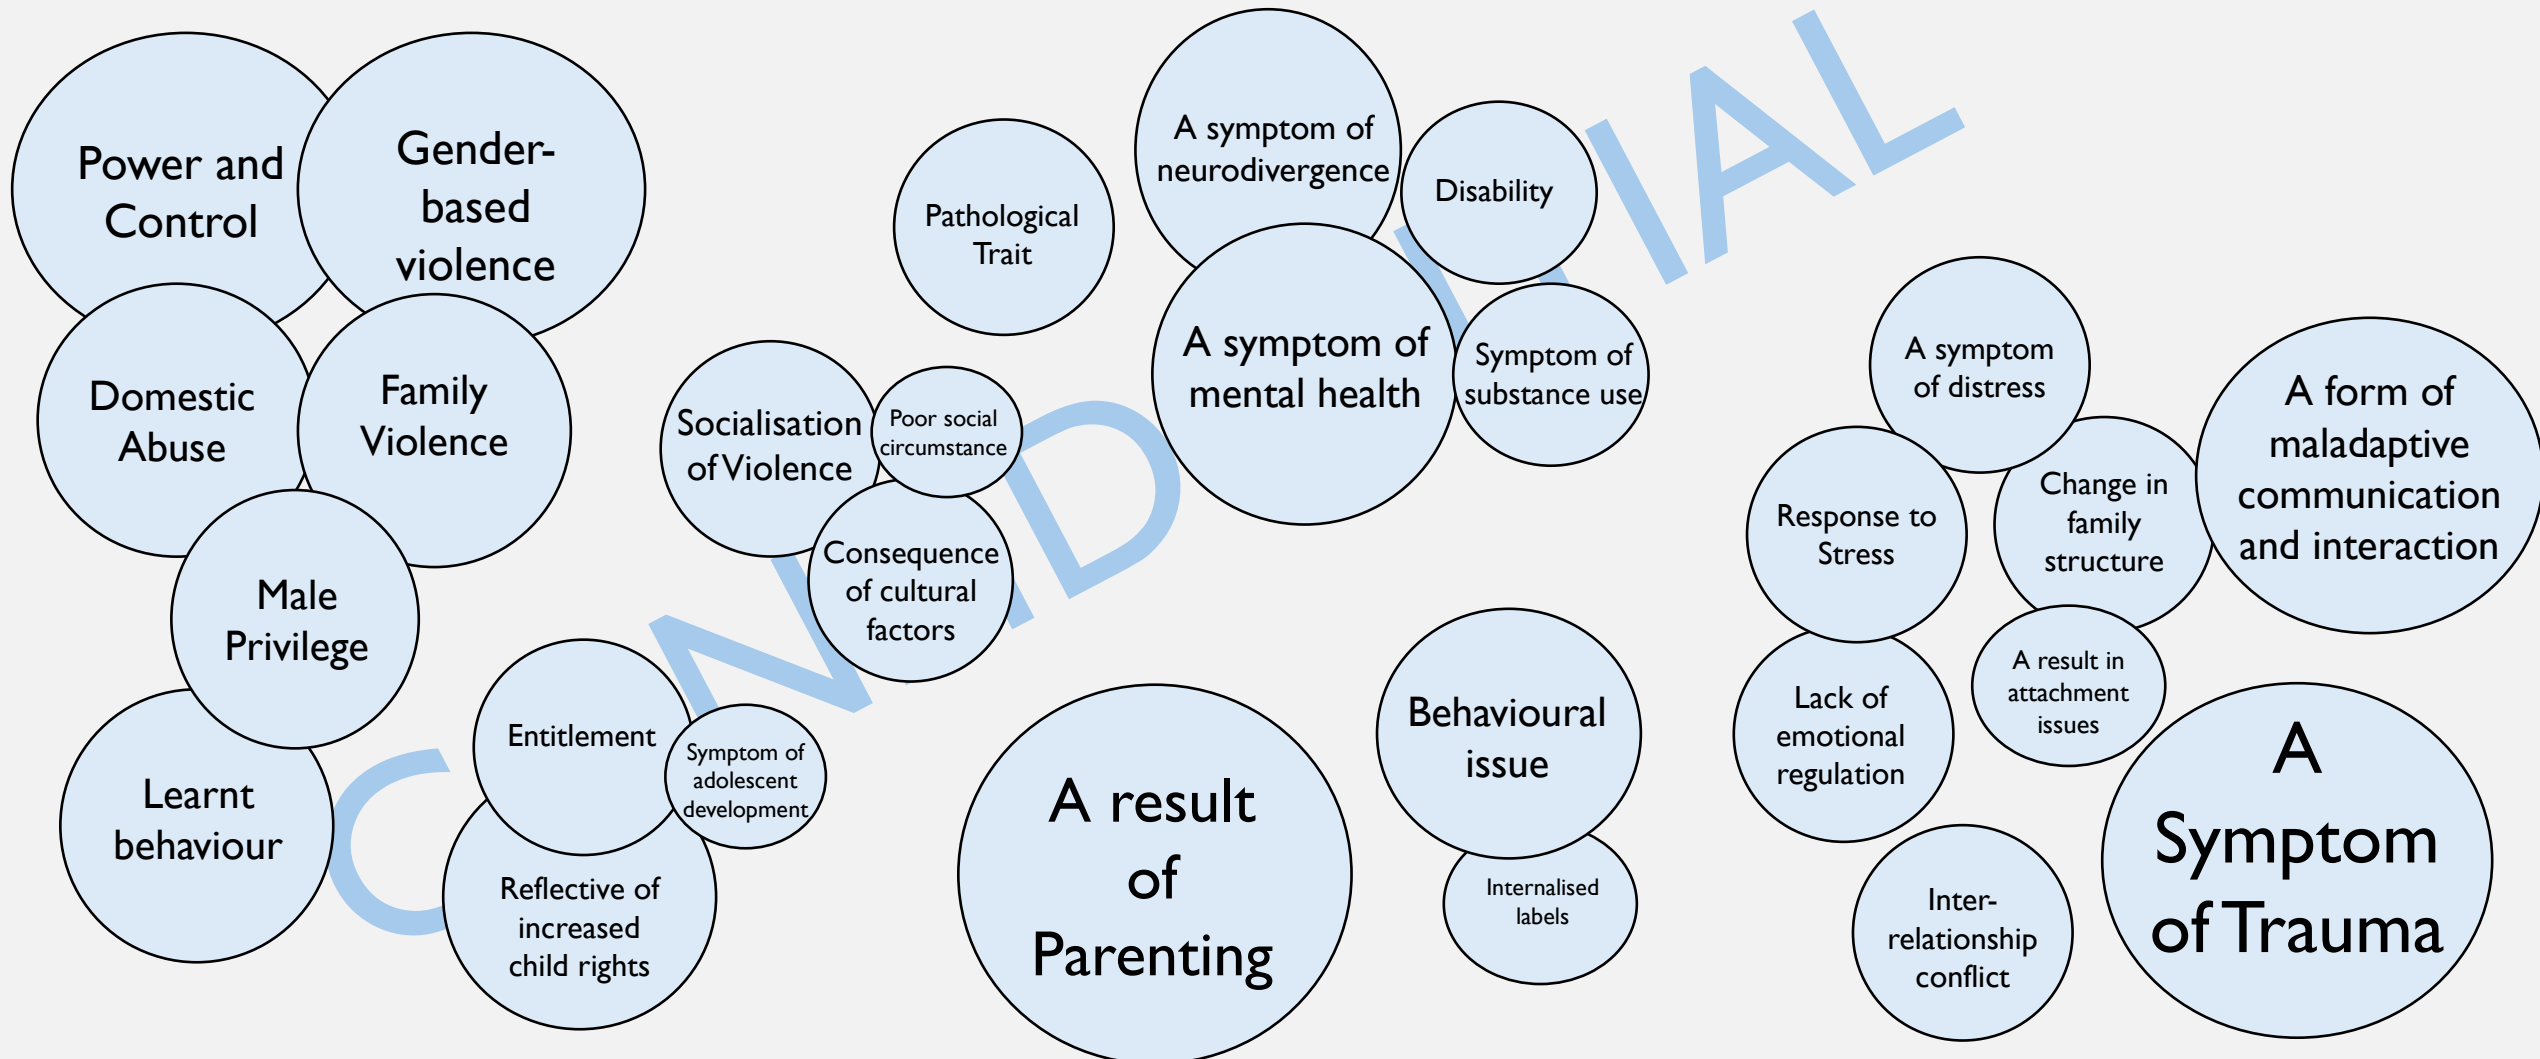 Power and
Control
Gender-
based
violence
Domestic
Abuse
Family
Violence
Male
Privilege
Learnt
behaviour
Entitlement
Symptom of
adolescent
development
Reflective of
increased
child rights
Socialisation
of Violence
Poor social
circumstance
Consequence
of cultural
factors
Pathological
Trait
A symptom of
neurodivergence
Disability
A symptom of
mental health
Symptom of
substance use
A result
of
Parenting
Behavioural
issue
Internalised
labels
A symptom
of distress
Response to
Stress
Change in
family
structure
A form of
maladaptive
communication
and interaction
Lack of
emotional
regulation
A result in
attachment
issues
Inter-
relationship
conflict
A
Symptom
of Trauma